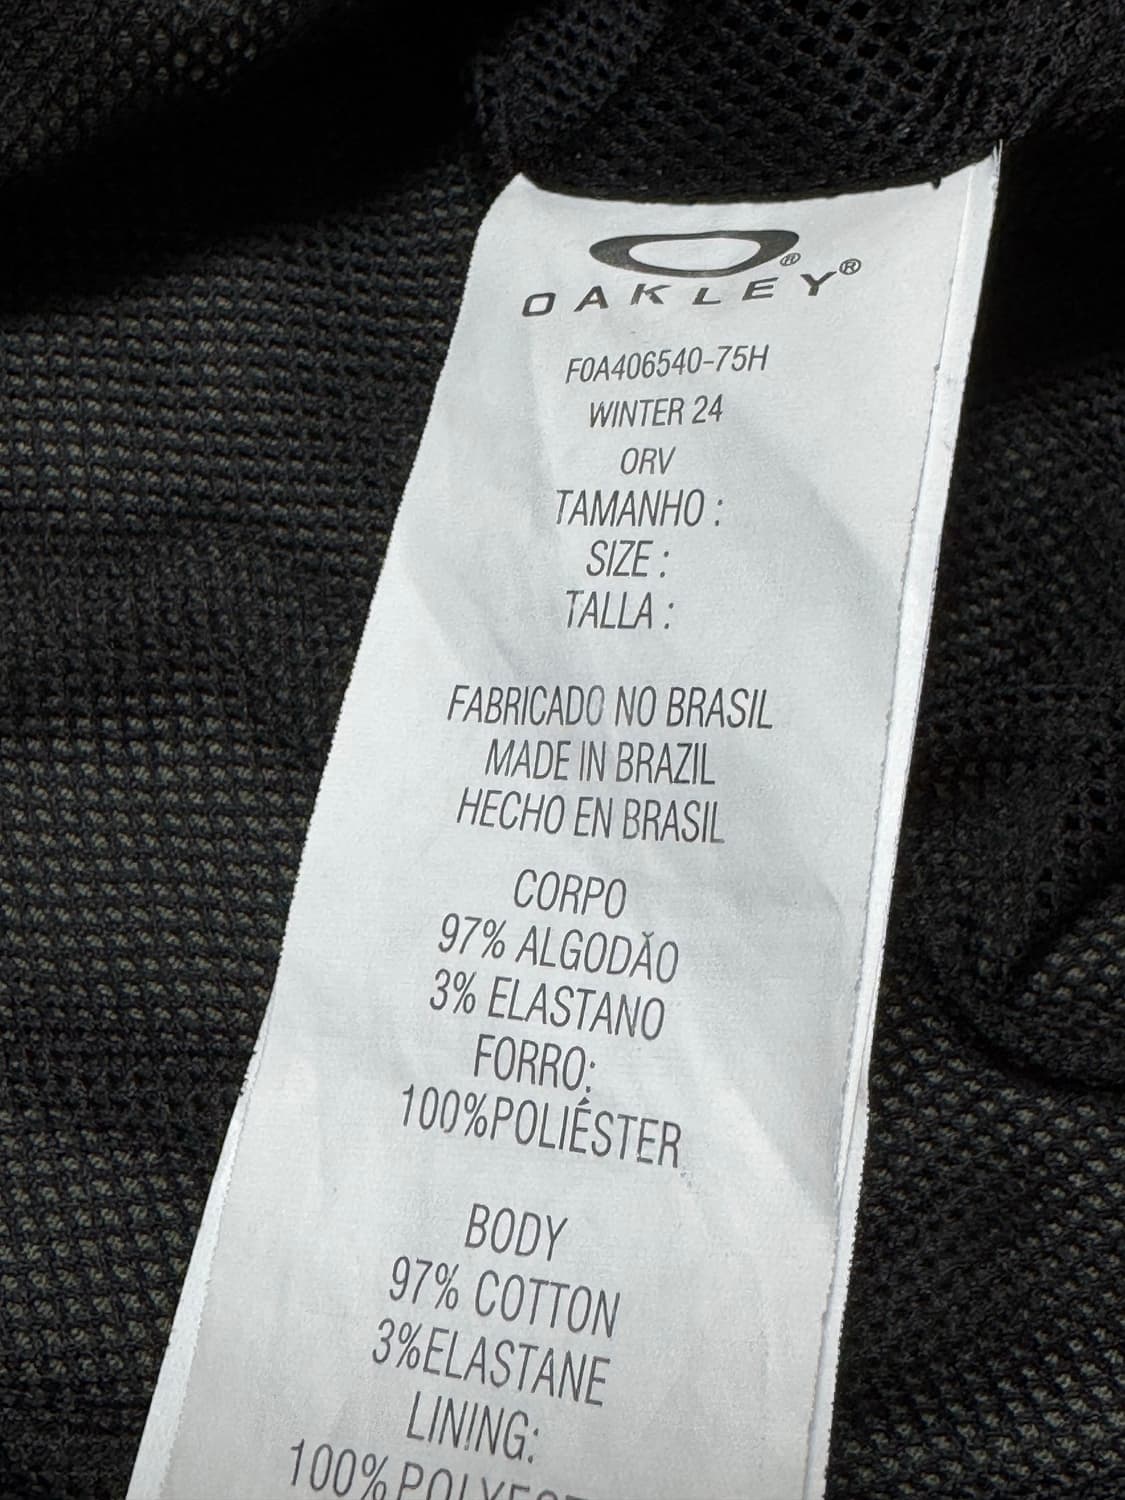 OAKLEY®
F0A406540-75H
WINTER 24
ORV
TAMANHO :
SIZE :
TALLA :
FABRICADO NO BRASIL
MADE IN BRAZIL
HECHO EN BRASIL
CORPO
97% ALGODÃO
3% ELASTANO
FORRO:
100%POLIÉSTER
BODY
97% COTTON
3%ELASTANE
LINING:
100%